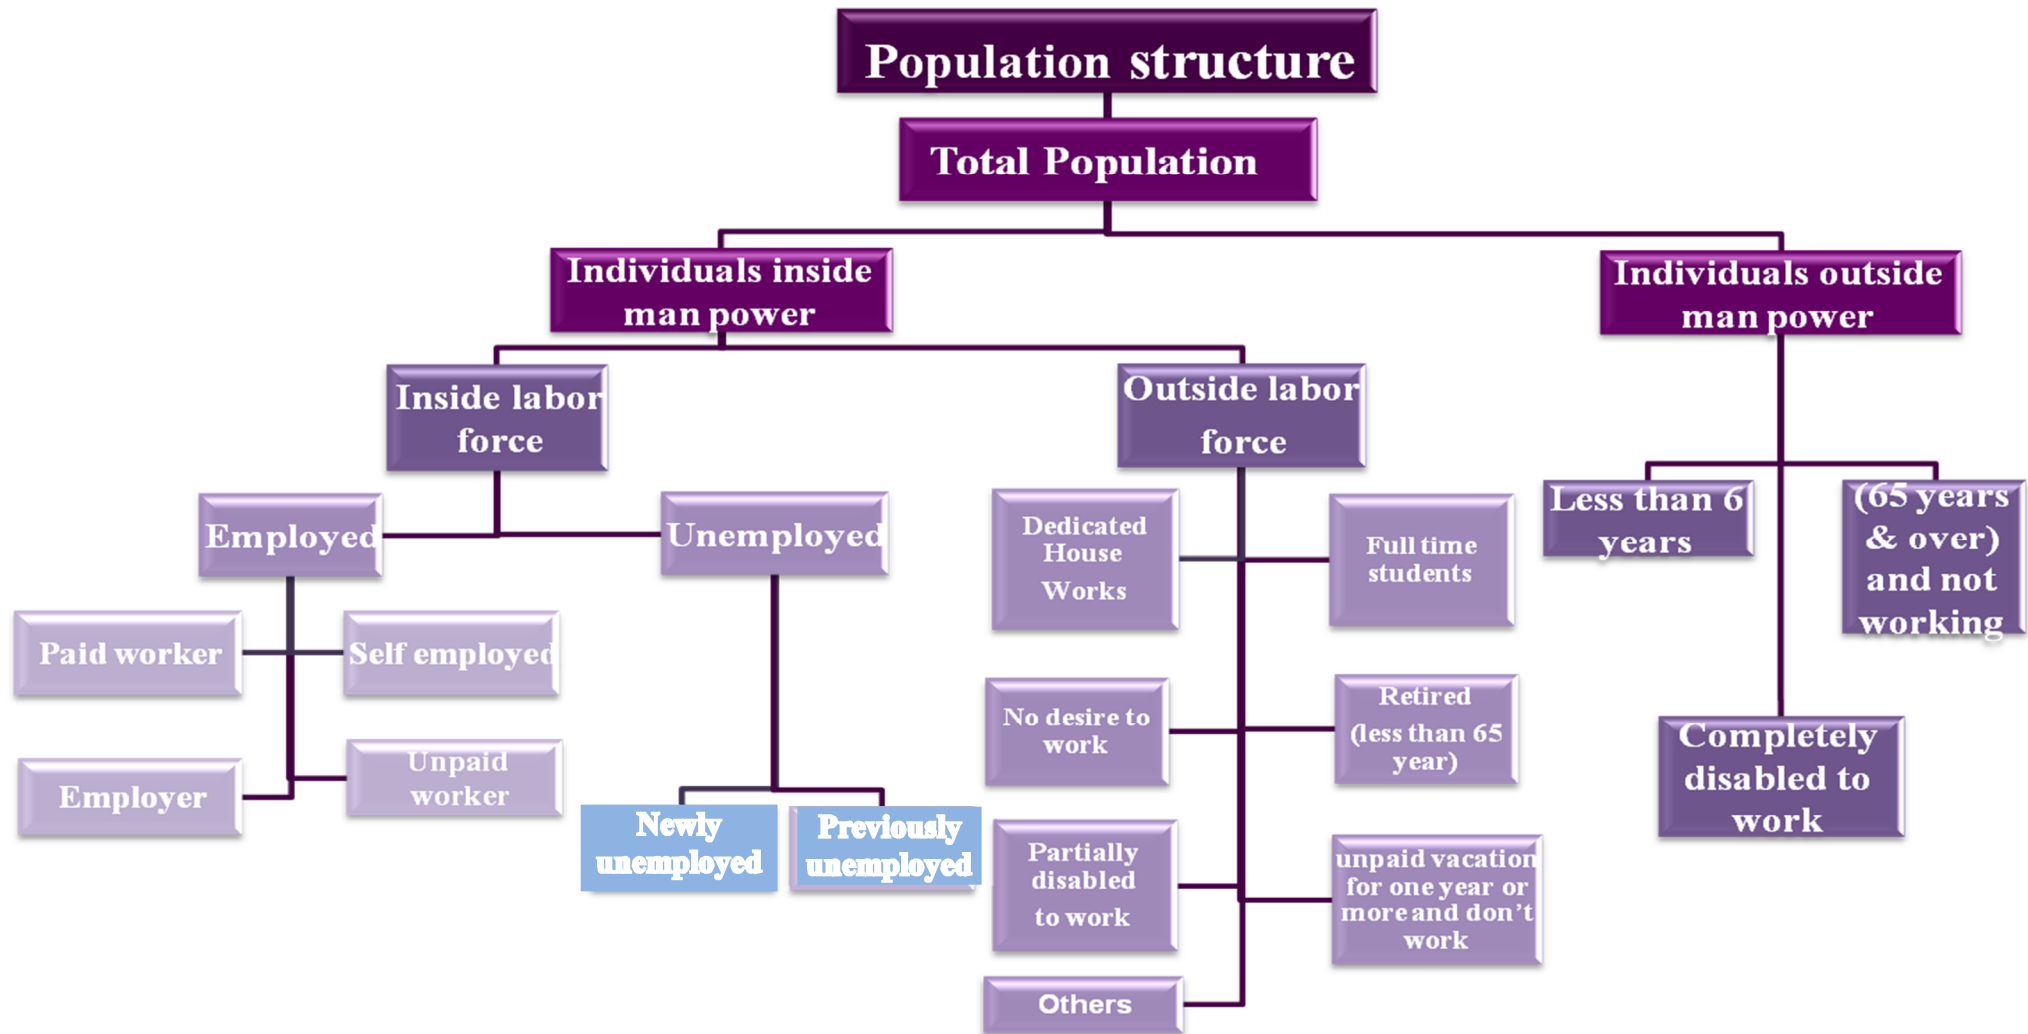 Population structure
Total Population
Individuals inside
man power
Individuals outside
man power
Inside labor
force
Outside labor
force
Less than 6
years
(65 years
& over)
and not
working
Completely
disabled to
work
Employed
Unemployed
Dedicated
House
Works
Full time
students
Paid worker
Self employed
No desire to
work
Retired
(less than 65
year)
Employer
Unpaid
worker
Newly
unemployed
Previously
unemployed
Partially
disabled
to work
unpaid vacation
for one year or
more and don't
work
Others